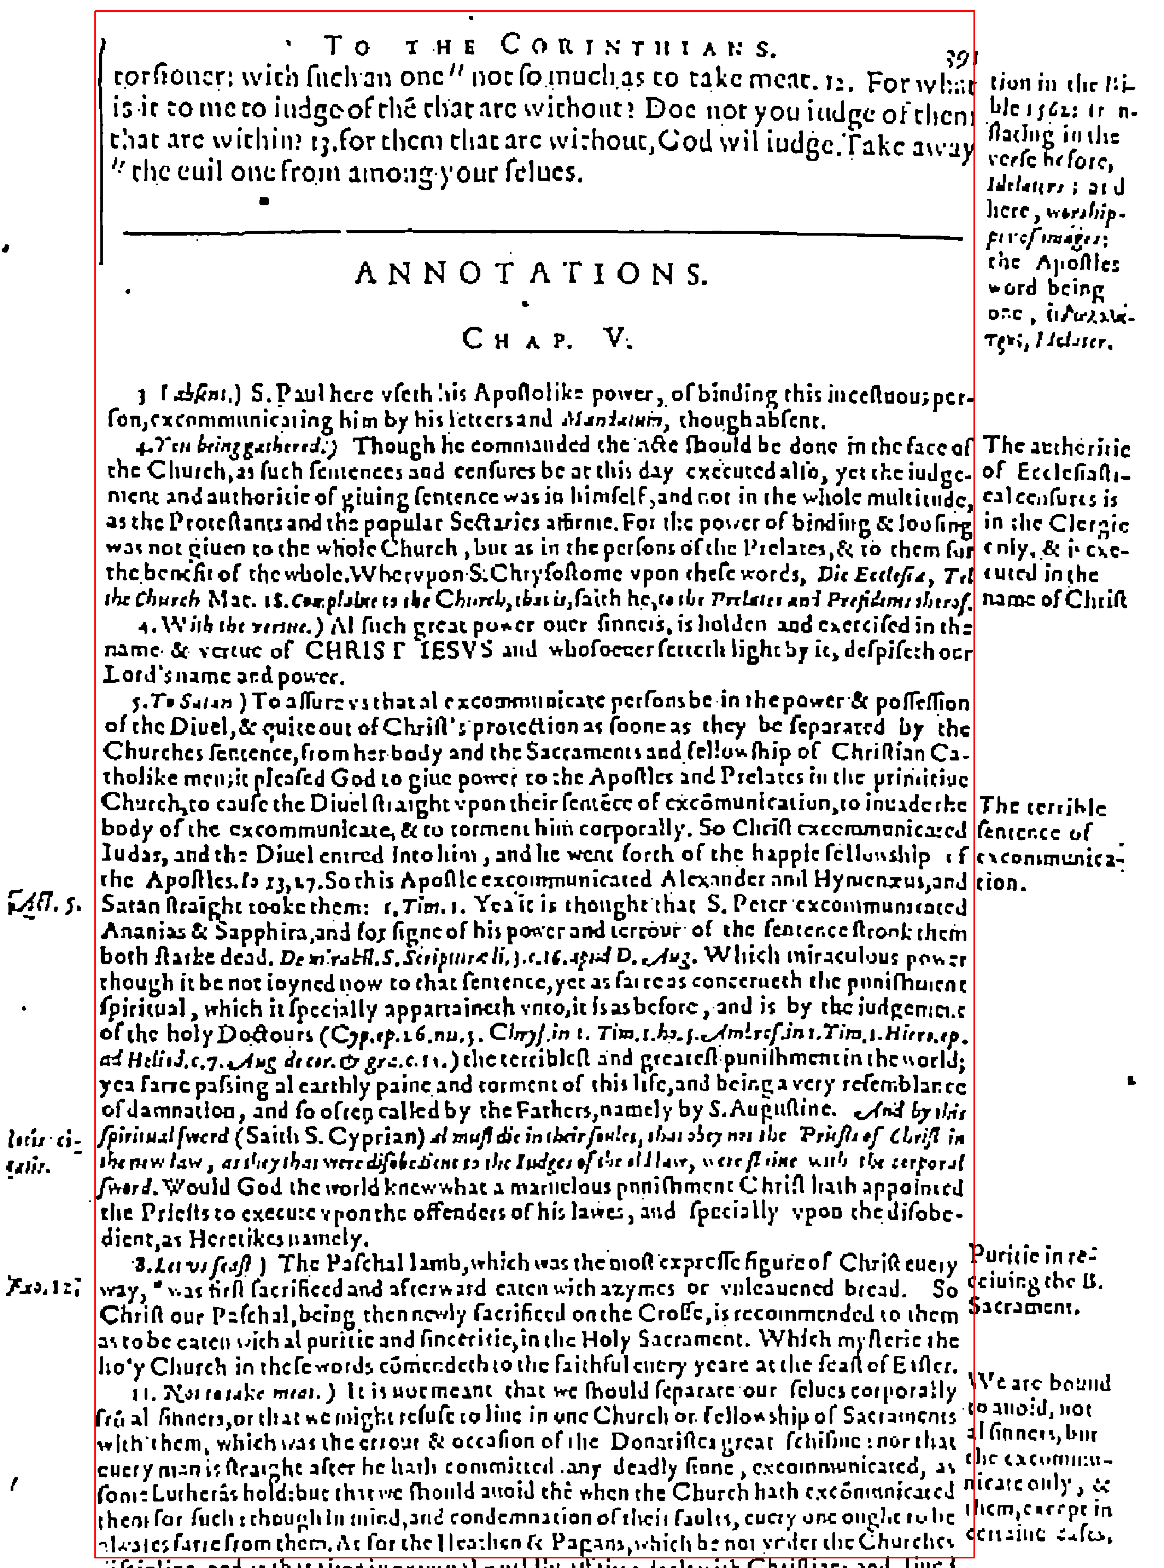 TO THE CORINTHIANS. 391
torsioner: with such an one" not so much as to take meat. 12. For what
is it to me to iudge of thē that are without? Doe not you iudge of them
that are within? 13. for them that are without, God wil iudge. Take away
" the euil one from among your selues.
ANNOTATIONS.
CHAP. V.
3 [absent.) S. Paul here vseth his Apostolike power, of binding this incestuous per-
son, excommunicating him by his letters and Mandatum, though absent.
4. You being gathered.) Though he commanded the acte should be done in the face of
the Church, as such sentences and censures be at this day executed also, yet the iudge-
ment and authoritie of giuing sentence was in himself, and not in the whole multitude,
as the Protestants and the popular Sectaries affirme. For the power of binding & loosing
was not giuen to the whole Church, but as in the persons of the Prelates, & to them for
the benefit of the whole. Wherupon S. Chrysostome vpon these words, Dic Ecclesiæ, Tel
the Church Mat. 18. Complaine to the Church, that is, saith he, to the Prelates and Presidents therof.
4. With the vertue.) Al such great power ouer sinners, is holden and exercised in the
name & vertue of CHRIST IESVS and whosoeuer setteth light by it, despiseth our
Lord's name and power.
5. To Satan) To assure vs that al excommunicate persons be in the power & possession
of the Diuel, & quite out of Christ's protection as soone as they be separated by the
Churches sentence, from her body and the Sacraments and fellowship of Christian Ca-
tholike men; it pleased God to giue power to the Apostles and Prelates in the primitiue
Church, to cause the Diuel straight vpon their sentēce of excōmunication, to inuade the
body of the excommunicate, & to torment him corporally. So Christ excommunicated
Iudas, and the Diuel entred into him, and he went forth of the happie fellowship of
the Apostles. Io 13, 27. So this Apostle excommunicated Alexander and Hymenæus, and
Satan straight tooke them: 1. Tim. 1. Yea it is thought that S. Peter excommunicated
Ananias & Sapphira, and for signe of his power and terrour of the sentence strook them
both starke dead. De mirabil. S. Scripturæ li. 3. c. 16. apud D. Aug. Which miraculous power
though it be not ioyned now to that sentence, yet as farre as concerneth the punishment
spiritual, which it specially appartaineth vnto, it is as before, and is by the iudgement
of the holy Doctours (Cyp. ep. 26. nu. 3. Chrys. in 1. Tim. 1. ho. 5. Ambros. in 1. Tim. 1. Hiero. ep.
ad Heliod. c. 7. Aug de cor. & gra. c. 15.) the terriblest and greatest punishment in the world;
yea farre passing al earthly paine and torment of this life, and being a very resemblance
of damnation, and so often called by the Fathers, namely by S. Augustine. And by this
spiritual sword (Saith S. Cyprian) al must die in their soules, that obey not the Priests of Christ in
the new law, as they that were disobedient to the Iudges of the old law, were slaine with the corporal
sword. Would God the world knew what a maruelous punishment Christ hath appointed
the Priests to execute vpon the offenders of his lawes, and specially vpon the disobe-
dient, as Heretikes namely.
8. Let vs feast) The Paschal lamb, which was the most expresse figure of Christ euery
way, * was first sacrificed and afterward eaten with azymes or vnleauened bread. So
Christ our Paschal, being then newly sacrificed on the Crosse, is recommended to them
as to be eaten with al puritie and sinceritie, in the Holy Sacrament. Which mysterie the
holy Church in these words cōmendeth to the faithful euery yeare at the feast of Easter.
11. Not to take meat.) It is not meant that we should separate our selues corporally
frō al sinners, or that we might refuse to liue in one Church or fellowship of Sacraments
with them, which was the errour & occasion of the Donatistes great schisme: nor that
euery man is straight after he hath committed any deadly sinne, excommunicated, as
some Lutherās hold: but that we should auoid thē when the Church hath excōmunicated
them for such: though in mind, and condemnation of their faults, euery one ought to be
alwaies farre from them. As for the Heathen & Pagans, which be not vnder the Churches
tion in the Bi-
ble 1562: tran-
slating in the
verse before,
Idolaters; and
here, worship-
pers of images;
the Apostles
word being
one, εἰδωλολά-
τρης, Idolater.
The authoritie
of Ecclesiasti-
cal censures is
in the Clergie
only, & is exe-
cuted in the
name of Christ
The terrible
sentence of
excommunica-
tion.
Act. 5.
Exo. 12;
Puritie in re-
ceiuing the B.
Sacrament.
We are bound
to auoid, not
al sinners, but
the excommu-
nicate only, &
them, except in
certaine cases,